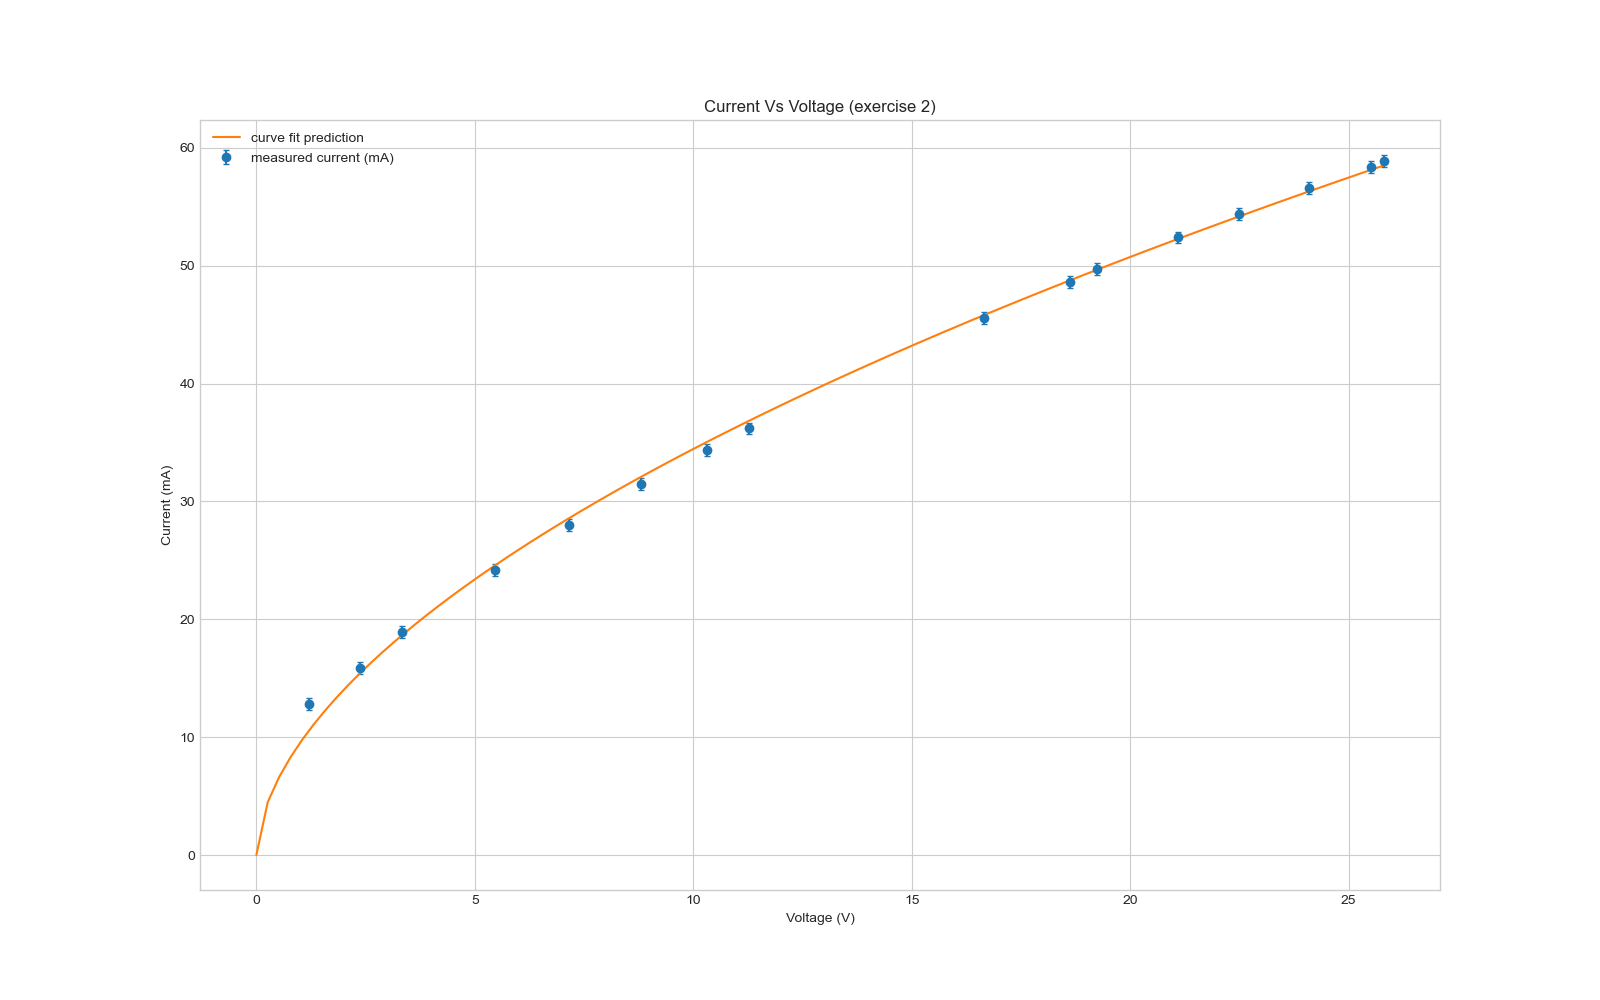 Current Vs Voltage (exercise 2)
curve fit prediction
measured current (mA)
60
50
40
30
20
10
0
Current (mA)
0 5 10 15 20 25
Voltage (V)